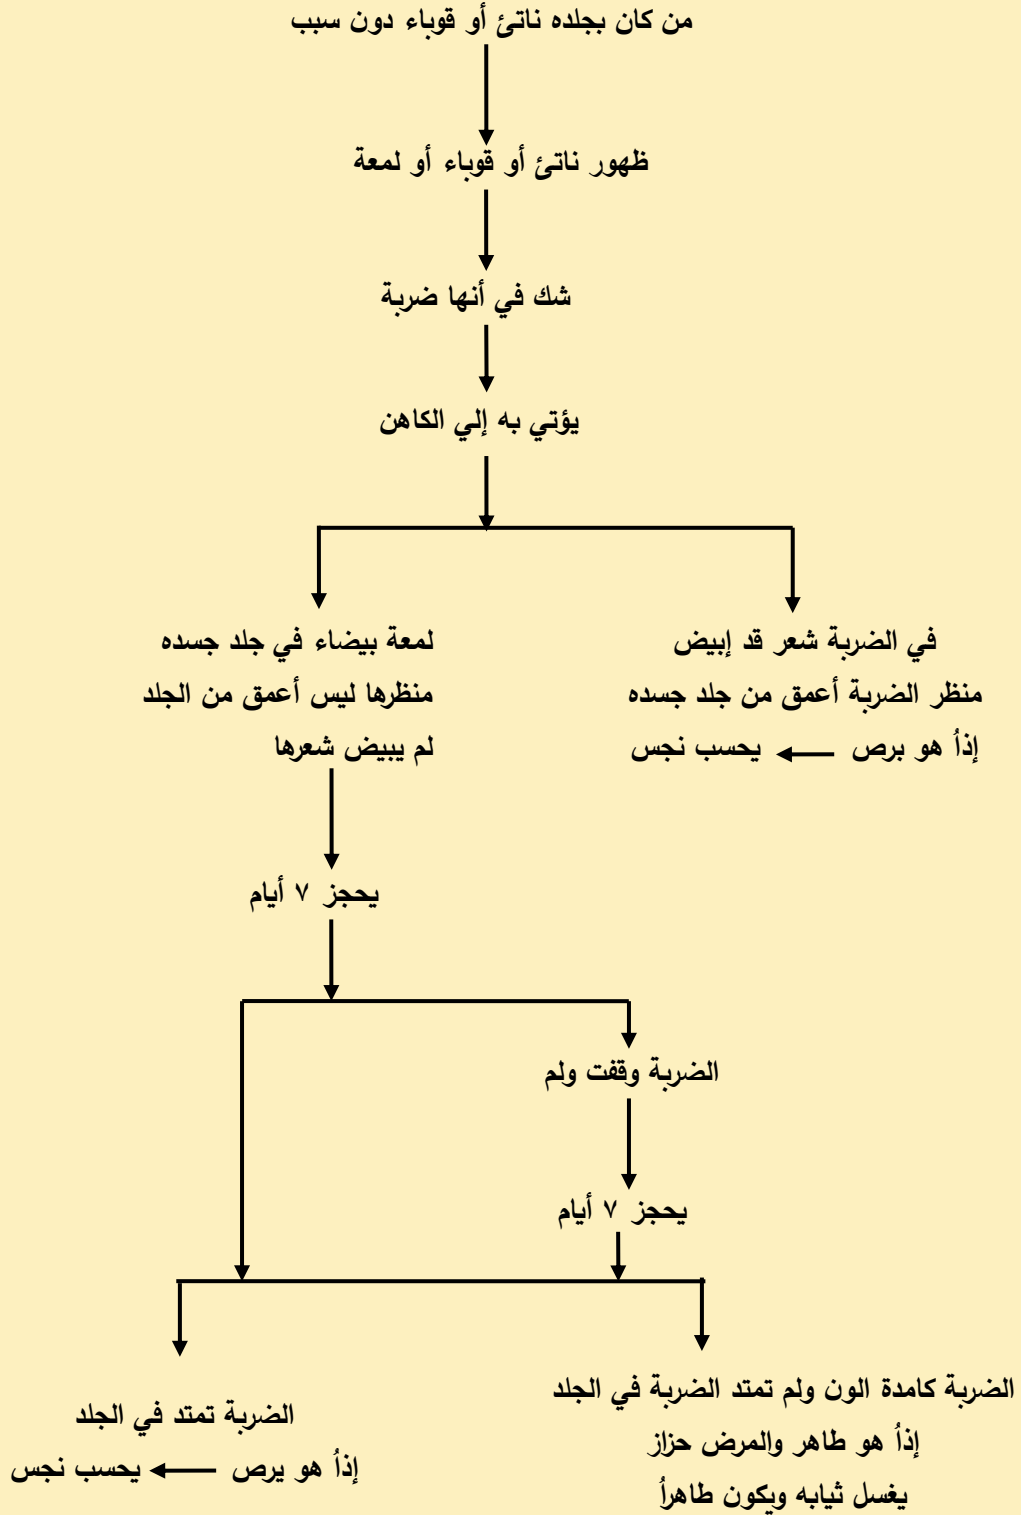 من كان بجلده ناتئ أو قوباء دون سبب
ظهور ناتئ أو قوباء أو لمعة
شك في أنها ضربة
يؤتي به إلي الكاهن
في الضربة شعر قد إبيض
منظر الضربة أعمق من جلد جسده
إذاُ هو برص يحسب نجس
لمعة بيضاء في جلد جسده
منظرها ليس أعمق من الجلد
لم يبيض شعرها
يحجز ٧ أيام
الضربة وقفت ولم
يحجز ٧ أيام
الضربة كامدة الون ولم تمتد الضربة في الجلد
إذاُ هو طاهر والمرض حزاز
يغسل ثيابه ويكون طاهراُ
الضربة تمتد في الجلد
إذاُ هو يرص يحسب نجس